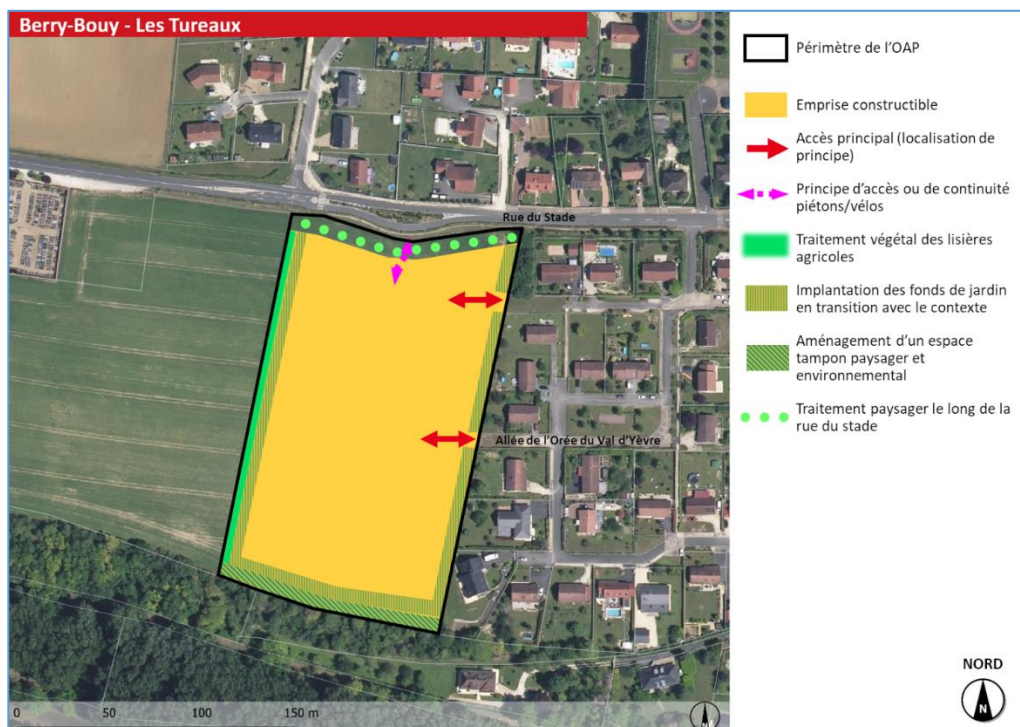 Berry-Bouy - Les Tureaux
Rue du Stade
Allée de l'Orée du Val d'Yèvre
0 50 100 150 m
N
Périmètre de l'OAP
Emprise constructible
Accès principal (localisation de
principe)
Principe d'accès ou de continuité
piétons/vélos
Traitement végétal des lisières
agricoles
Implantation des fonds de jardin
en transition avec le contexte
Aménagement d'un espace
tampon paysager et
environnemental
Traitement paysager le long de la
rue du stade
NORD
N